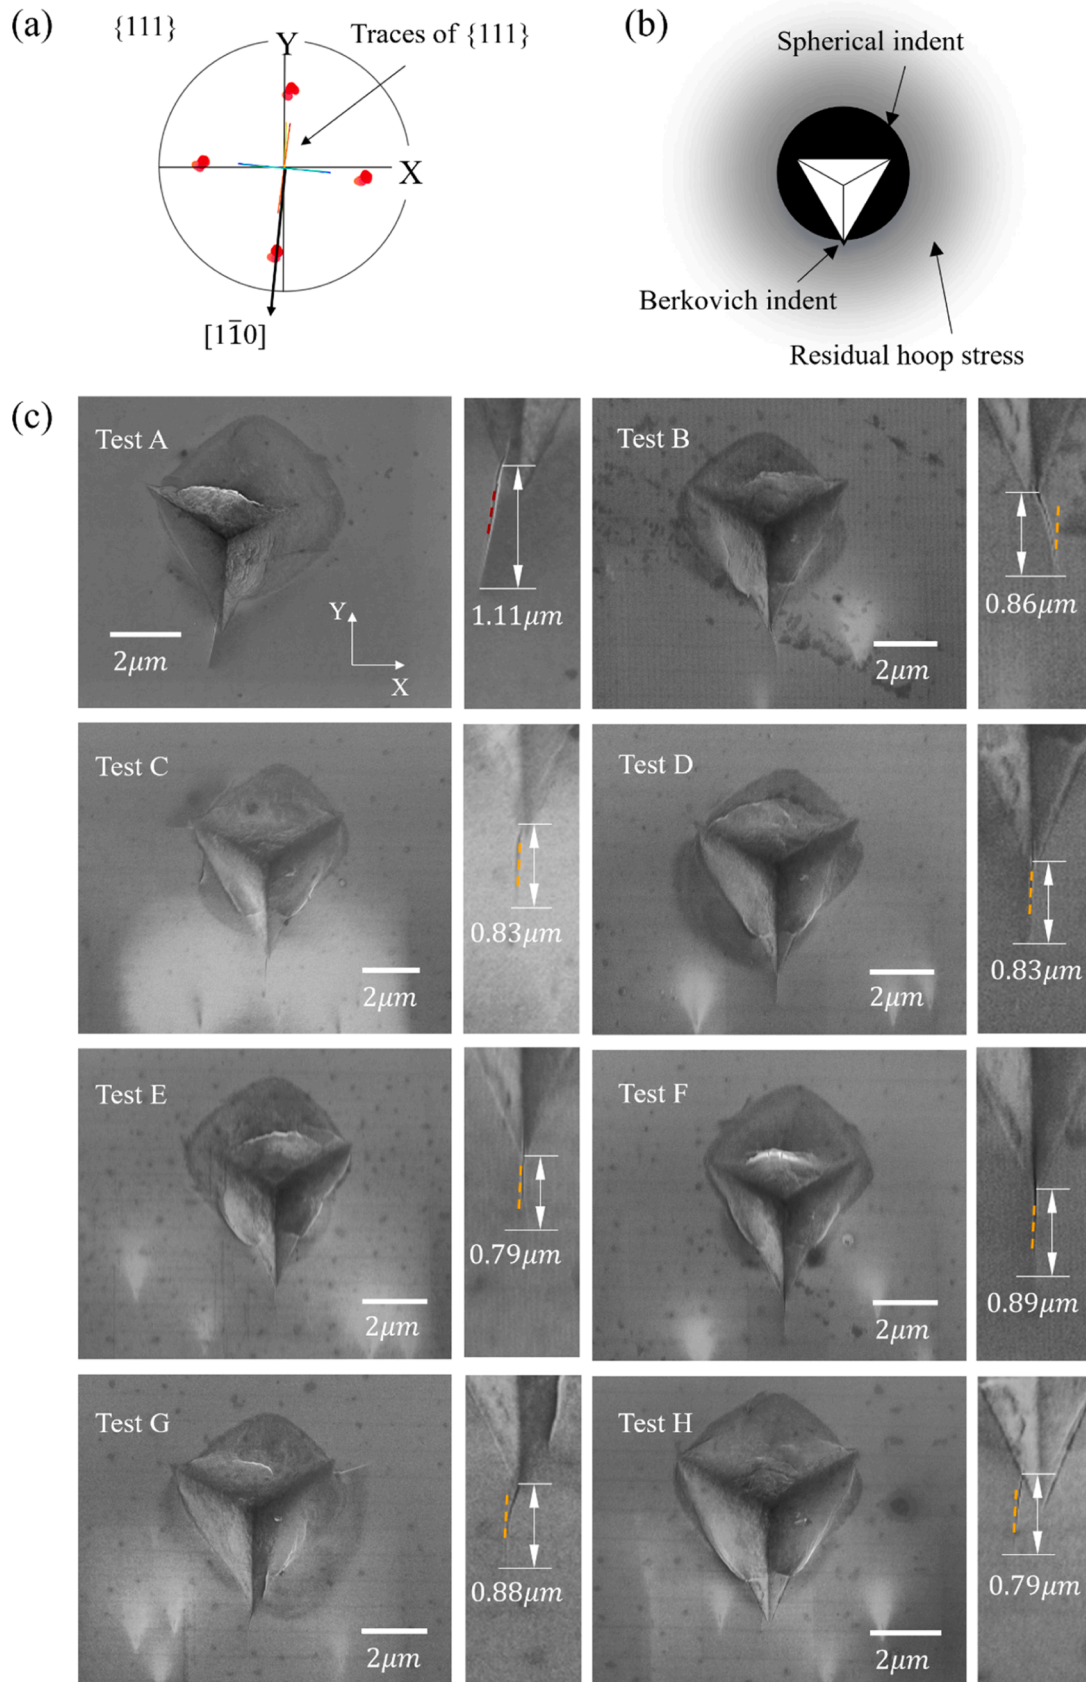 (a)
{111}
Y
Traces of {111}
X
[11̅0]
(b)
Spherical indent
Berkovich indent
Residual hoop stress
(c)
Test A
2μm
Y
X
1.11μm
Test B
2μm
0.86μm
Test C
2μm
0.83μm
Test D
2μm
0.83μm
Test E
2μm
0.79μm
Test F
2μm
0.89μm
Test G
2μm
0.88μm
Test H
2μm
0.79μm